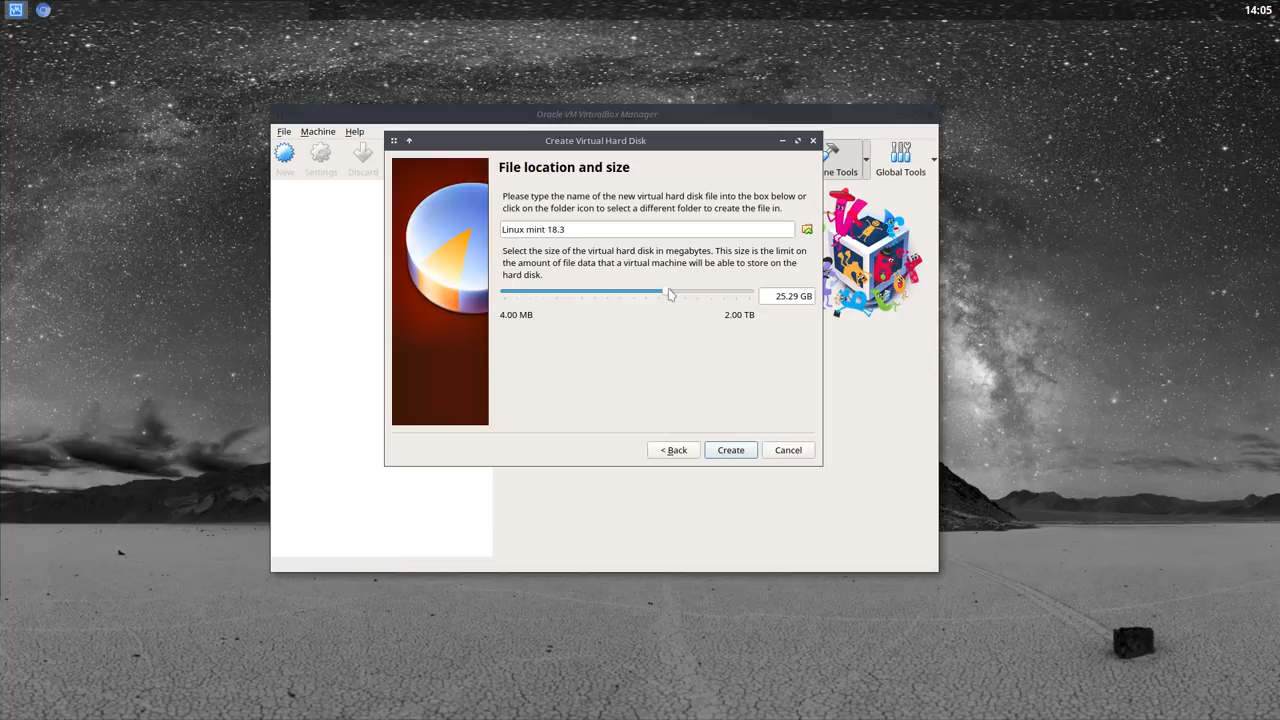 14:05
Oracle VM VirtualBox Manager
File Machine Help
New Settings Discard
ne Tools Global Tools
Create Virtual Hard Disk
File location and size
Please type the name of the new virtual hard disk file into the box below or
click on the folder icon to select a different folder to create the file in.
Linux mint 18.3
Select the size of the virtual hard disk in megabytes. This size is the limit on
the amount of file data that a virtual machine will be able to store on the
hard disk.
25.29 GB
4.00 MB 2.00 TB
< Back Create Cancel